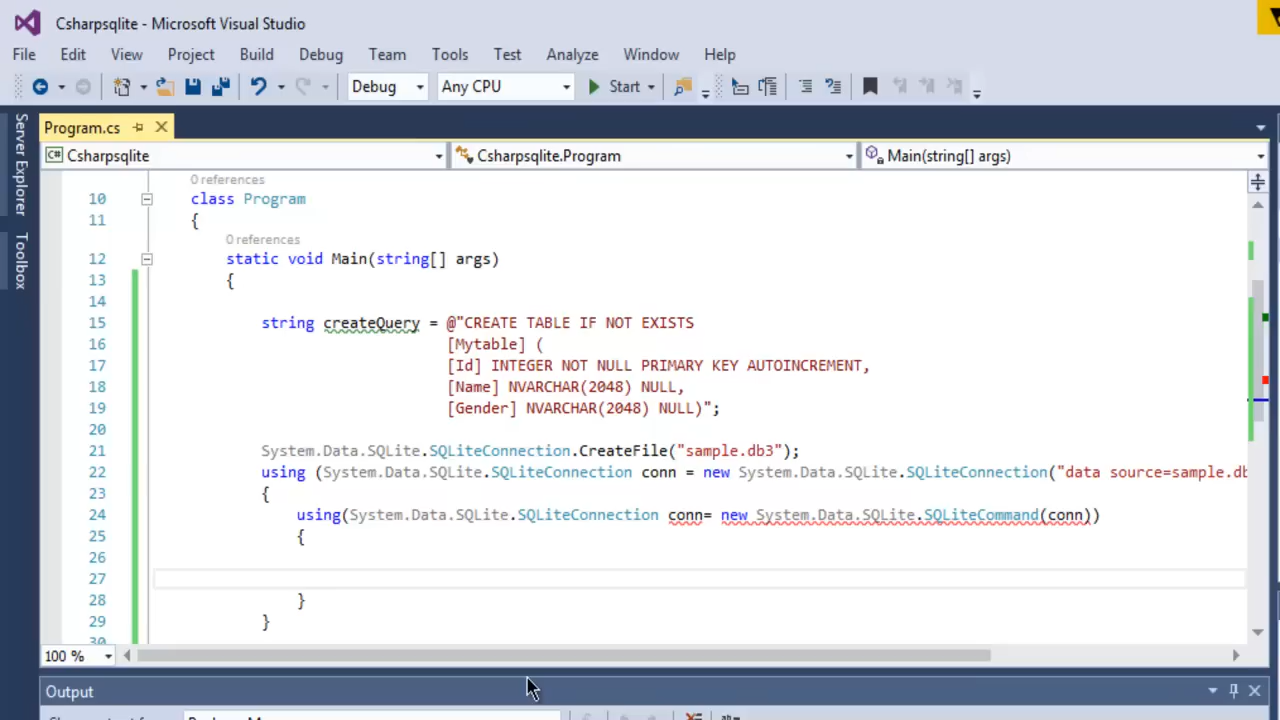 Csharpsqlite - Microsoft Visual Studio
File Edit View Project Build Debug Team Tools Test Analyze Window Help
Debug Any CPU Start
Server Explorer
Toolbox
Program.cs
Csharpsqlite Csharpsqlite.Program Main(string[] args)
0 references
10 class Program
11 {
0 references
12 static void Main(string[] args)
13 {
14
15 string createQuery = @"CREATE TABLE IF NOT EXISTS
16 [Mytable] (
17 [Id] INTEGER NOT NULL PRIMARY KEY AUTOINCREMENT,
18 [Name] NVARCHAR(2048) NULL,
19 [Gender] NVARCHAR(2048) NULL)";
20
21 System.Data.SQLite.SQLiteConnection.CreateFile("sample.db3");
22 using (System.Data.SQLite.SQLiteConnection conn = new System.Data.SQLite.SQLiteConnection("data source=sample.db
23 {
24 using(System.Data.SQLite.SQLiteConnection conn= new System.Data.SQLite.SQLiteCommand(conn))
25 {
26
27
28 }
29 }
30
100 %
Output